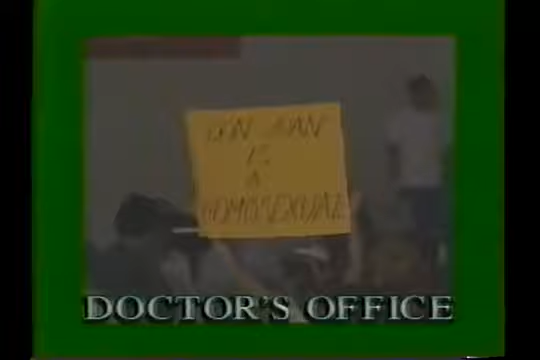 DON JUAN
IS
A
HOMOSEXUAL
DOCTOR'S OFFICE